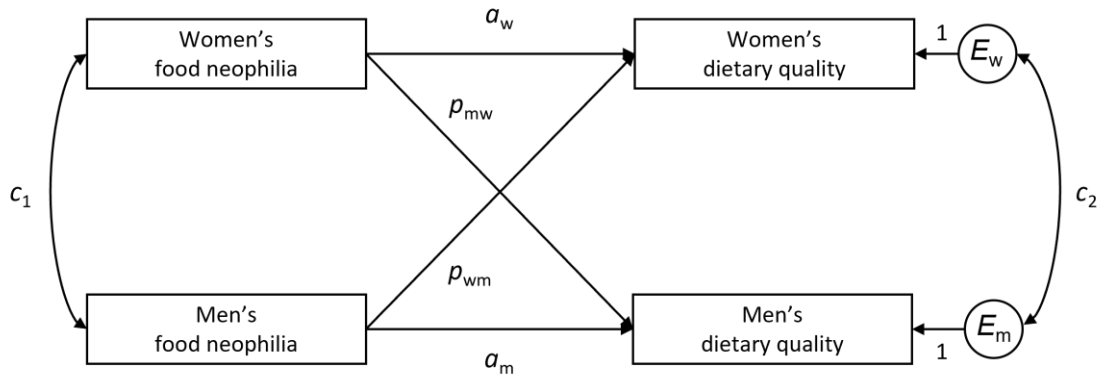 a_w
Women's
food neophilia
Women's
dietary quality
1
E_w
p_mw
c_1
c_2
p_wm
Men's
food neophilia
Men's
dietary quality
E_m
1
a_m